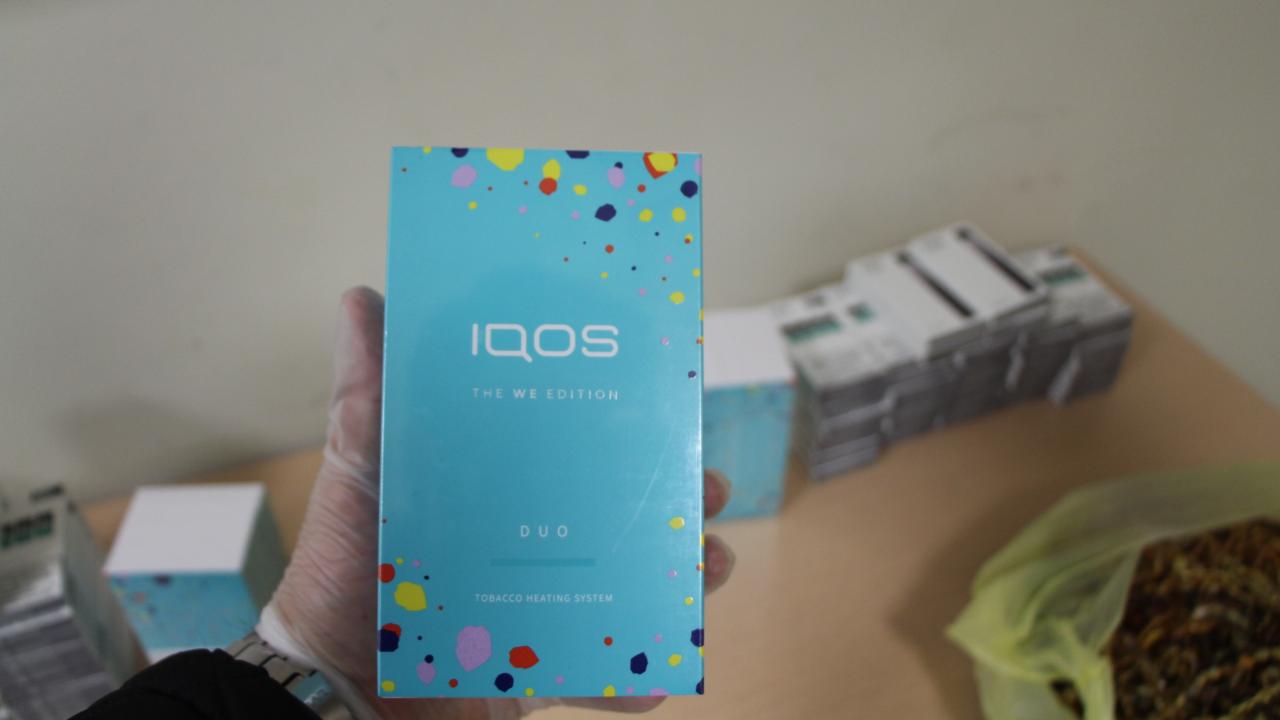 IQOS
THE WE EDITION
DUO
TOBACCO HEATING SYSTEM